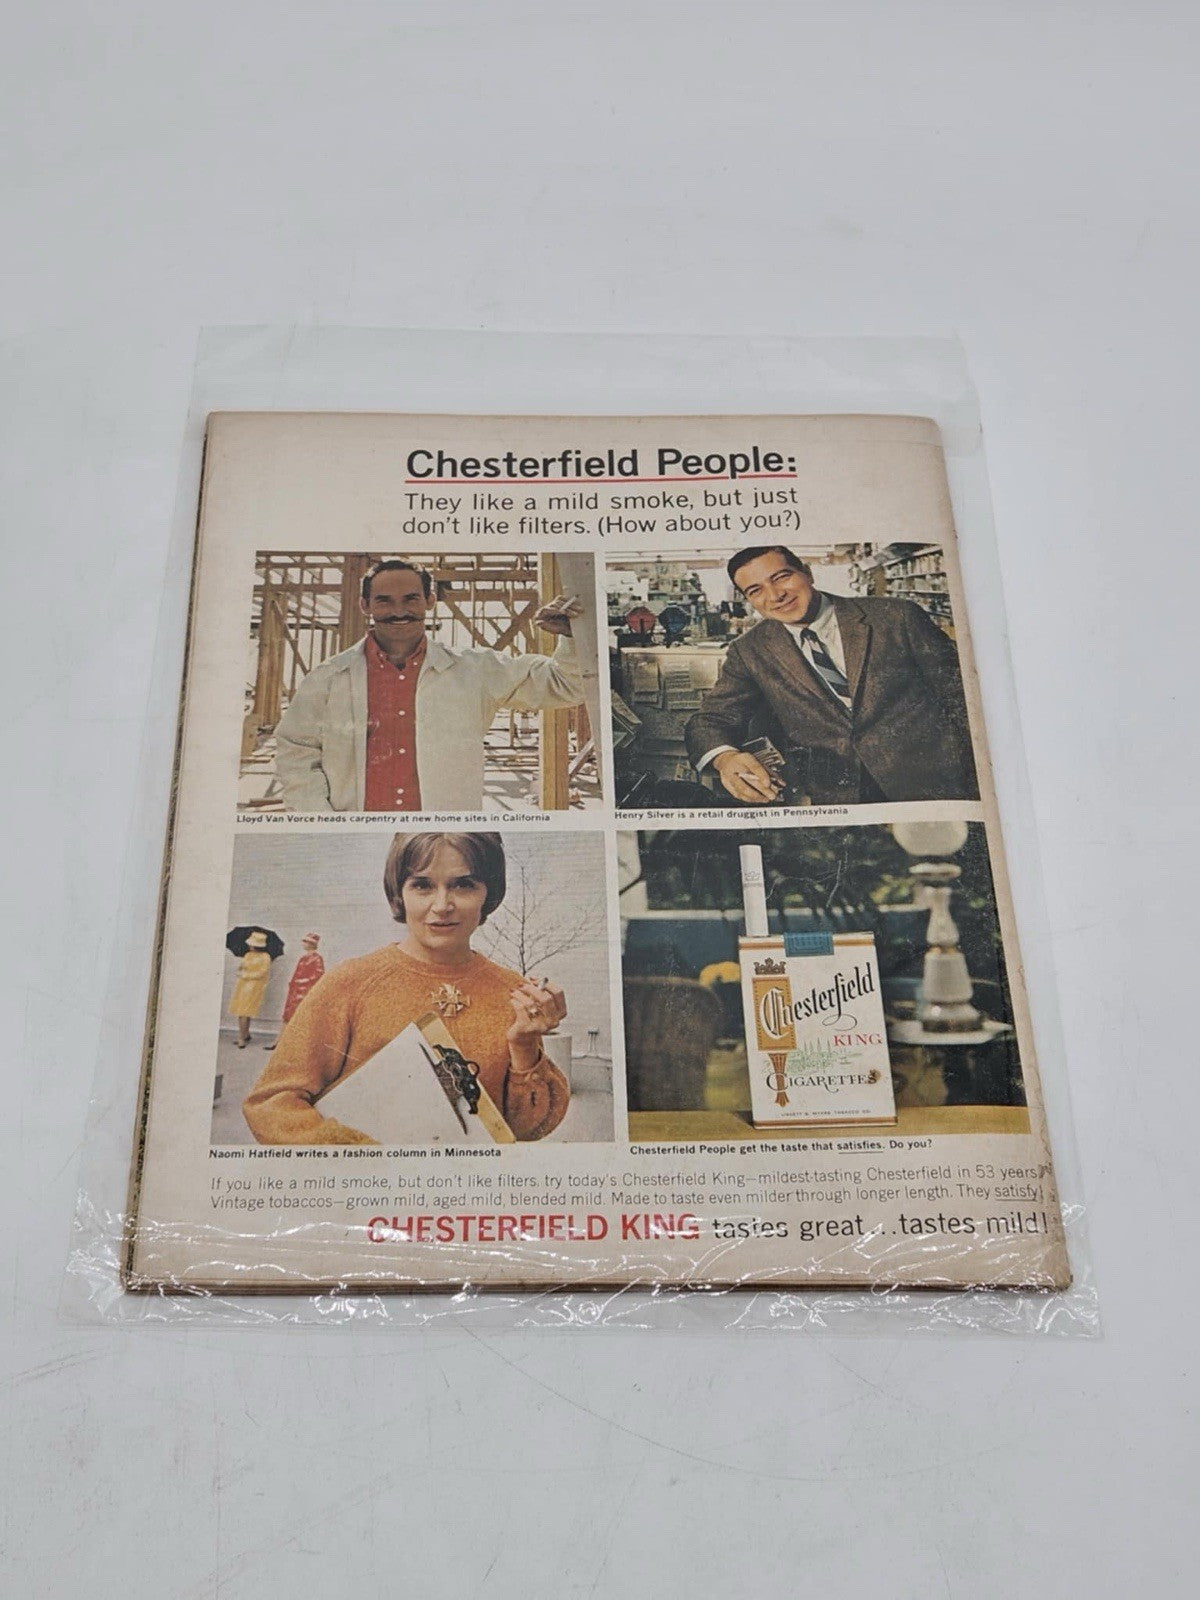 Chesterfield People:
They like a mild smoke, but just
don't like filters. (How about you?)
Lloyd Van Vorce heads carpentry at new home sites in California
Henry Silver is a retail druggist in Pennsylvania
Chesterfield
KING
CIGARETTES
LIGGETT & MYERS TOBACCO CO.
Naomi Hatfield writes a fashion column in Minnesota
Chesterfield People get the taste that satisfies. Do you?
If you like a mild smoke, but don't like filters, try today's Chesterfield King—mildest-tasting Chesterfield in 53 years.
Vintage tobaccos—grown mild, aged mild, blended mild. Made to taste even milder through longer length. They satisfy!
CHESTERFIELD KING tastes great...tastes mild!